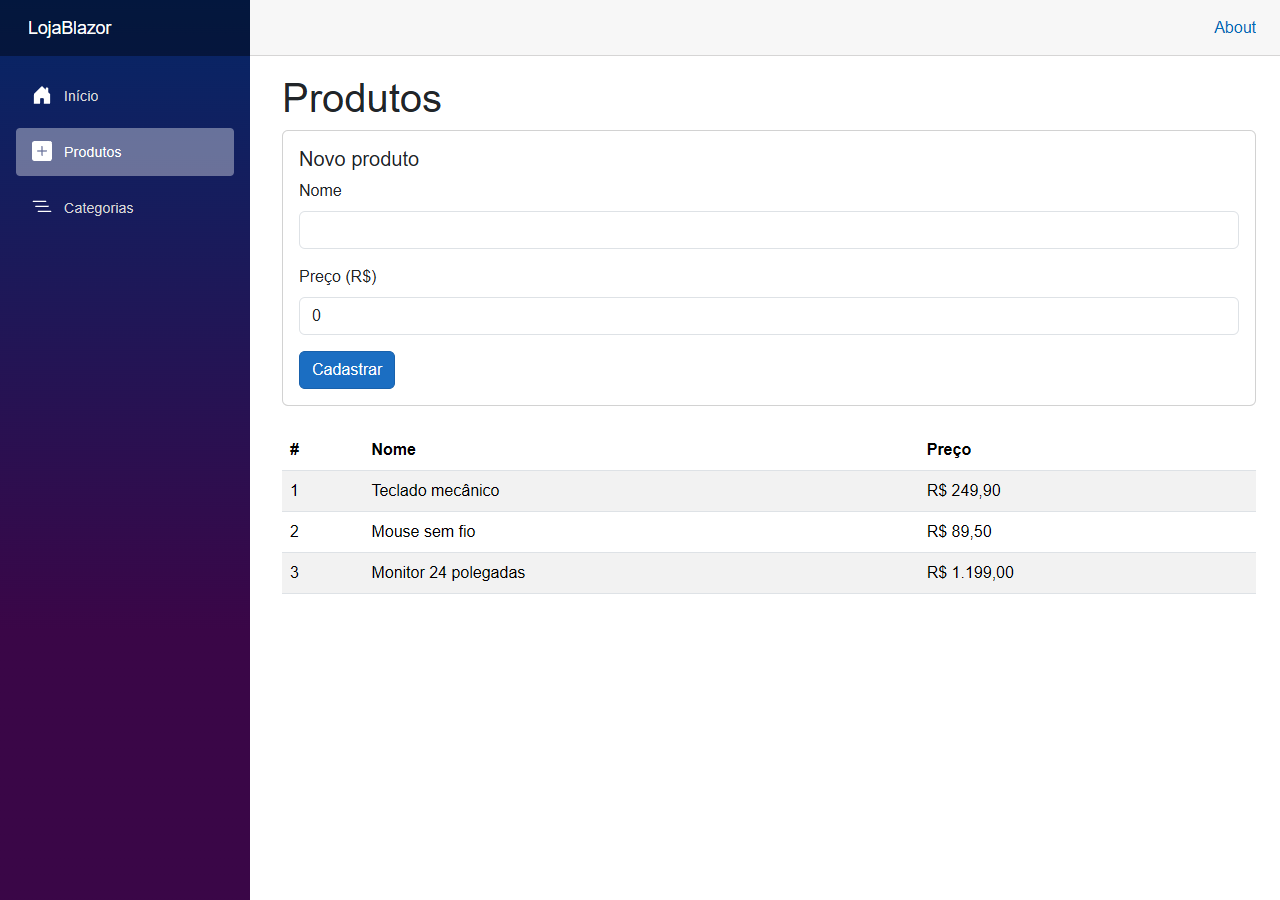 LojaBlazor
About
Início
Produtos
Categorias
Produtos
Novo produto
Nome
Preço (R$)
0
Cadastrar
# Nome Preço
1 Teclado mecânico R$ 249,90
2 Mouse sem fio R$ 89,50
3 Monitor 24 polegadas R$ 1.199,00